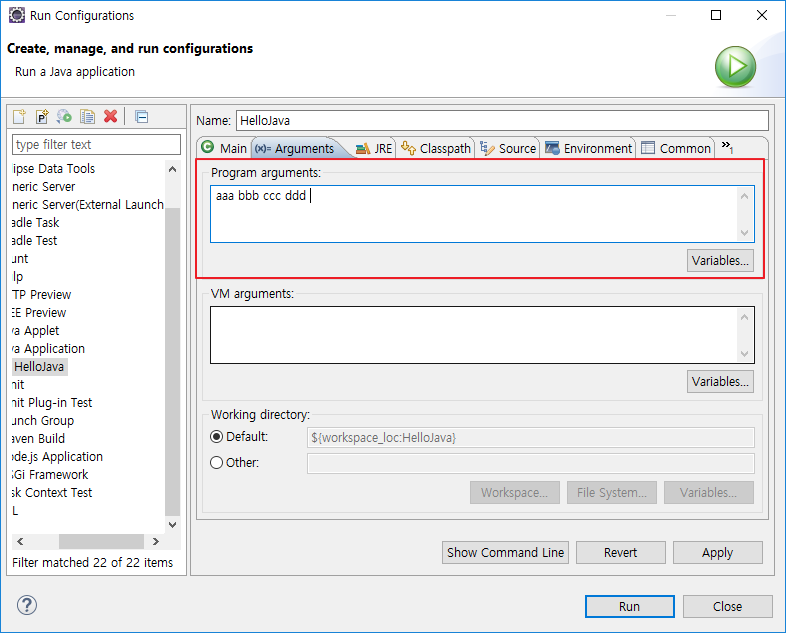 Run Configurations
Create, manage, and run configurations
Run a Java application
P
type filter text
ipse Data Tools
neric Server
neric Server(External Launch
adle Task
adle Test
unt
lp
TP Preview
EE Preview
va Applet
va Application
HelloJava
nit
nit Plug-in Test
unch Group
aven Build
ode.js Application
GGi Framework
sk Context Test
L
Filter matched 22 of 22 items
Name: HelloJava
Main (x)= Arguments JRE Classpath Source Environment Common »1
Program arguments:
aaa bbb ccc ddd
Variables...
VM arguments:
Variables...
Working directory:
Default: ${workspace_loc:HelloJava}
Other:
Workspace... File System... Variables...
Show Command Line Revert Apply
? Run Close